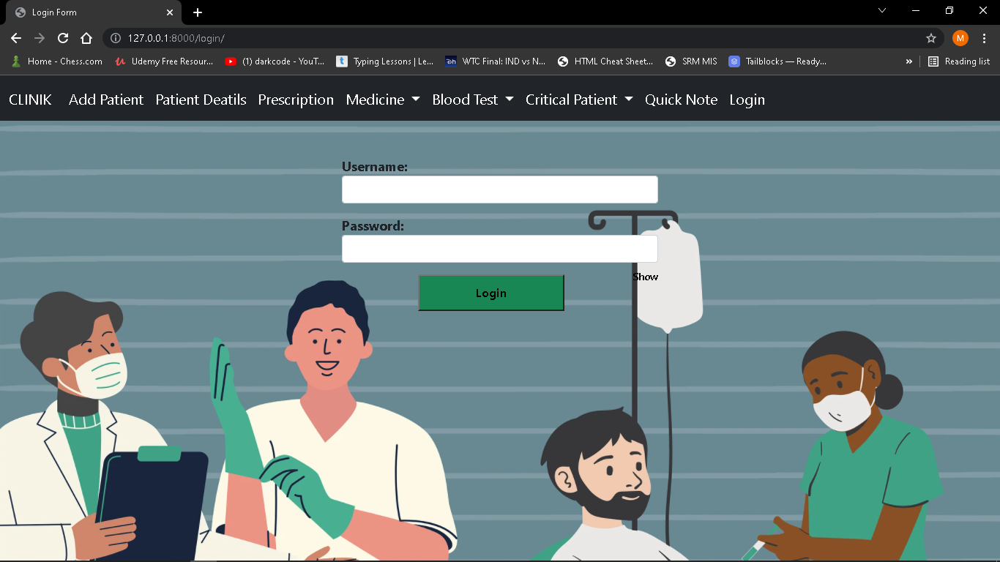 Login Form
127.0.0.1:8000/login/
M
Home - Chess.com Udemy Free Resour... (1) darkcode - YouT... Typing Lessons | Le... WTC Final: IND vs N... HTML Cheat Sheet... SRM MIS Tailblocks — Ready... » Reading list
CLINIK Add Patient Patient Deatils Prescription Medicine Blood Test Critical Patient Quick Note Login
Username:
Password:
Show
Login